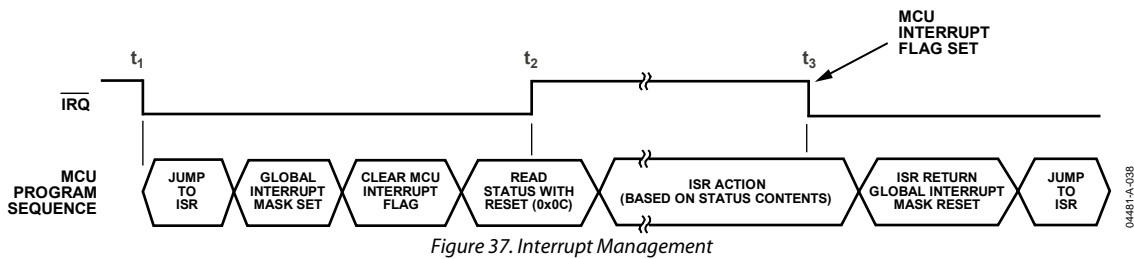 MCU
INTERRUPT
FLAG SET
t1
t2
t3
IRQ
MCU
PROGRAM
SEQUENCE
JUMP
TO
ISR
GLOBAL
INTERRUPT
MASK SET
CLEAR MCU
INTERRUPT
FLAG
READ
STATUS WITH
RESET (0x0C)
ISR ACTION
(BASED ON STATUS CONTENTS)
ISR RETURN
GLOBAL INTERRUPT
MASK RESET
JUMP
TO
ISR
04481-A-038
Figure 37. Interrupt Management